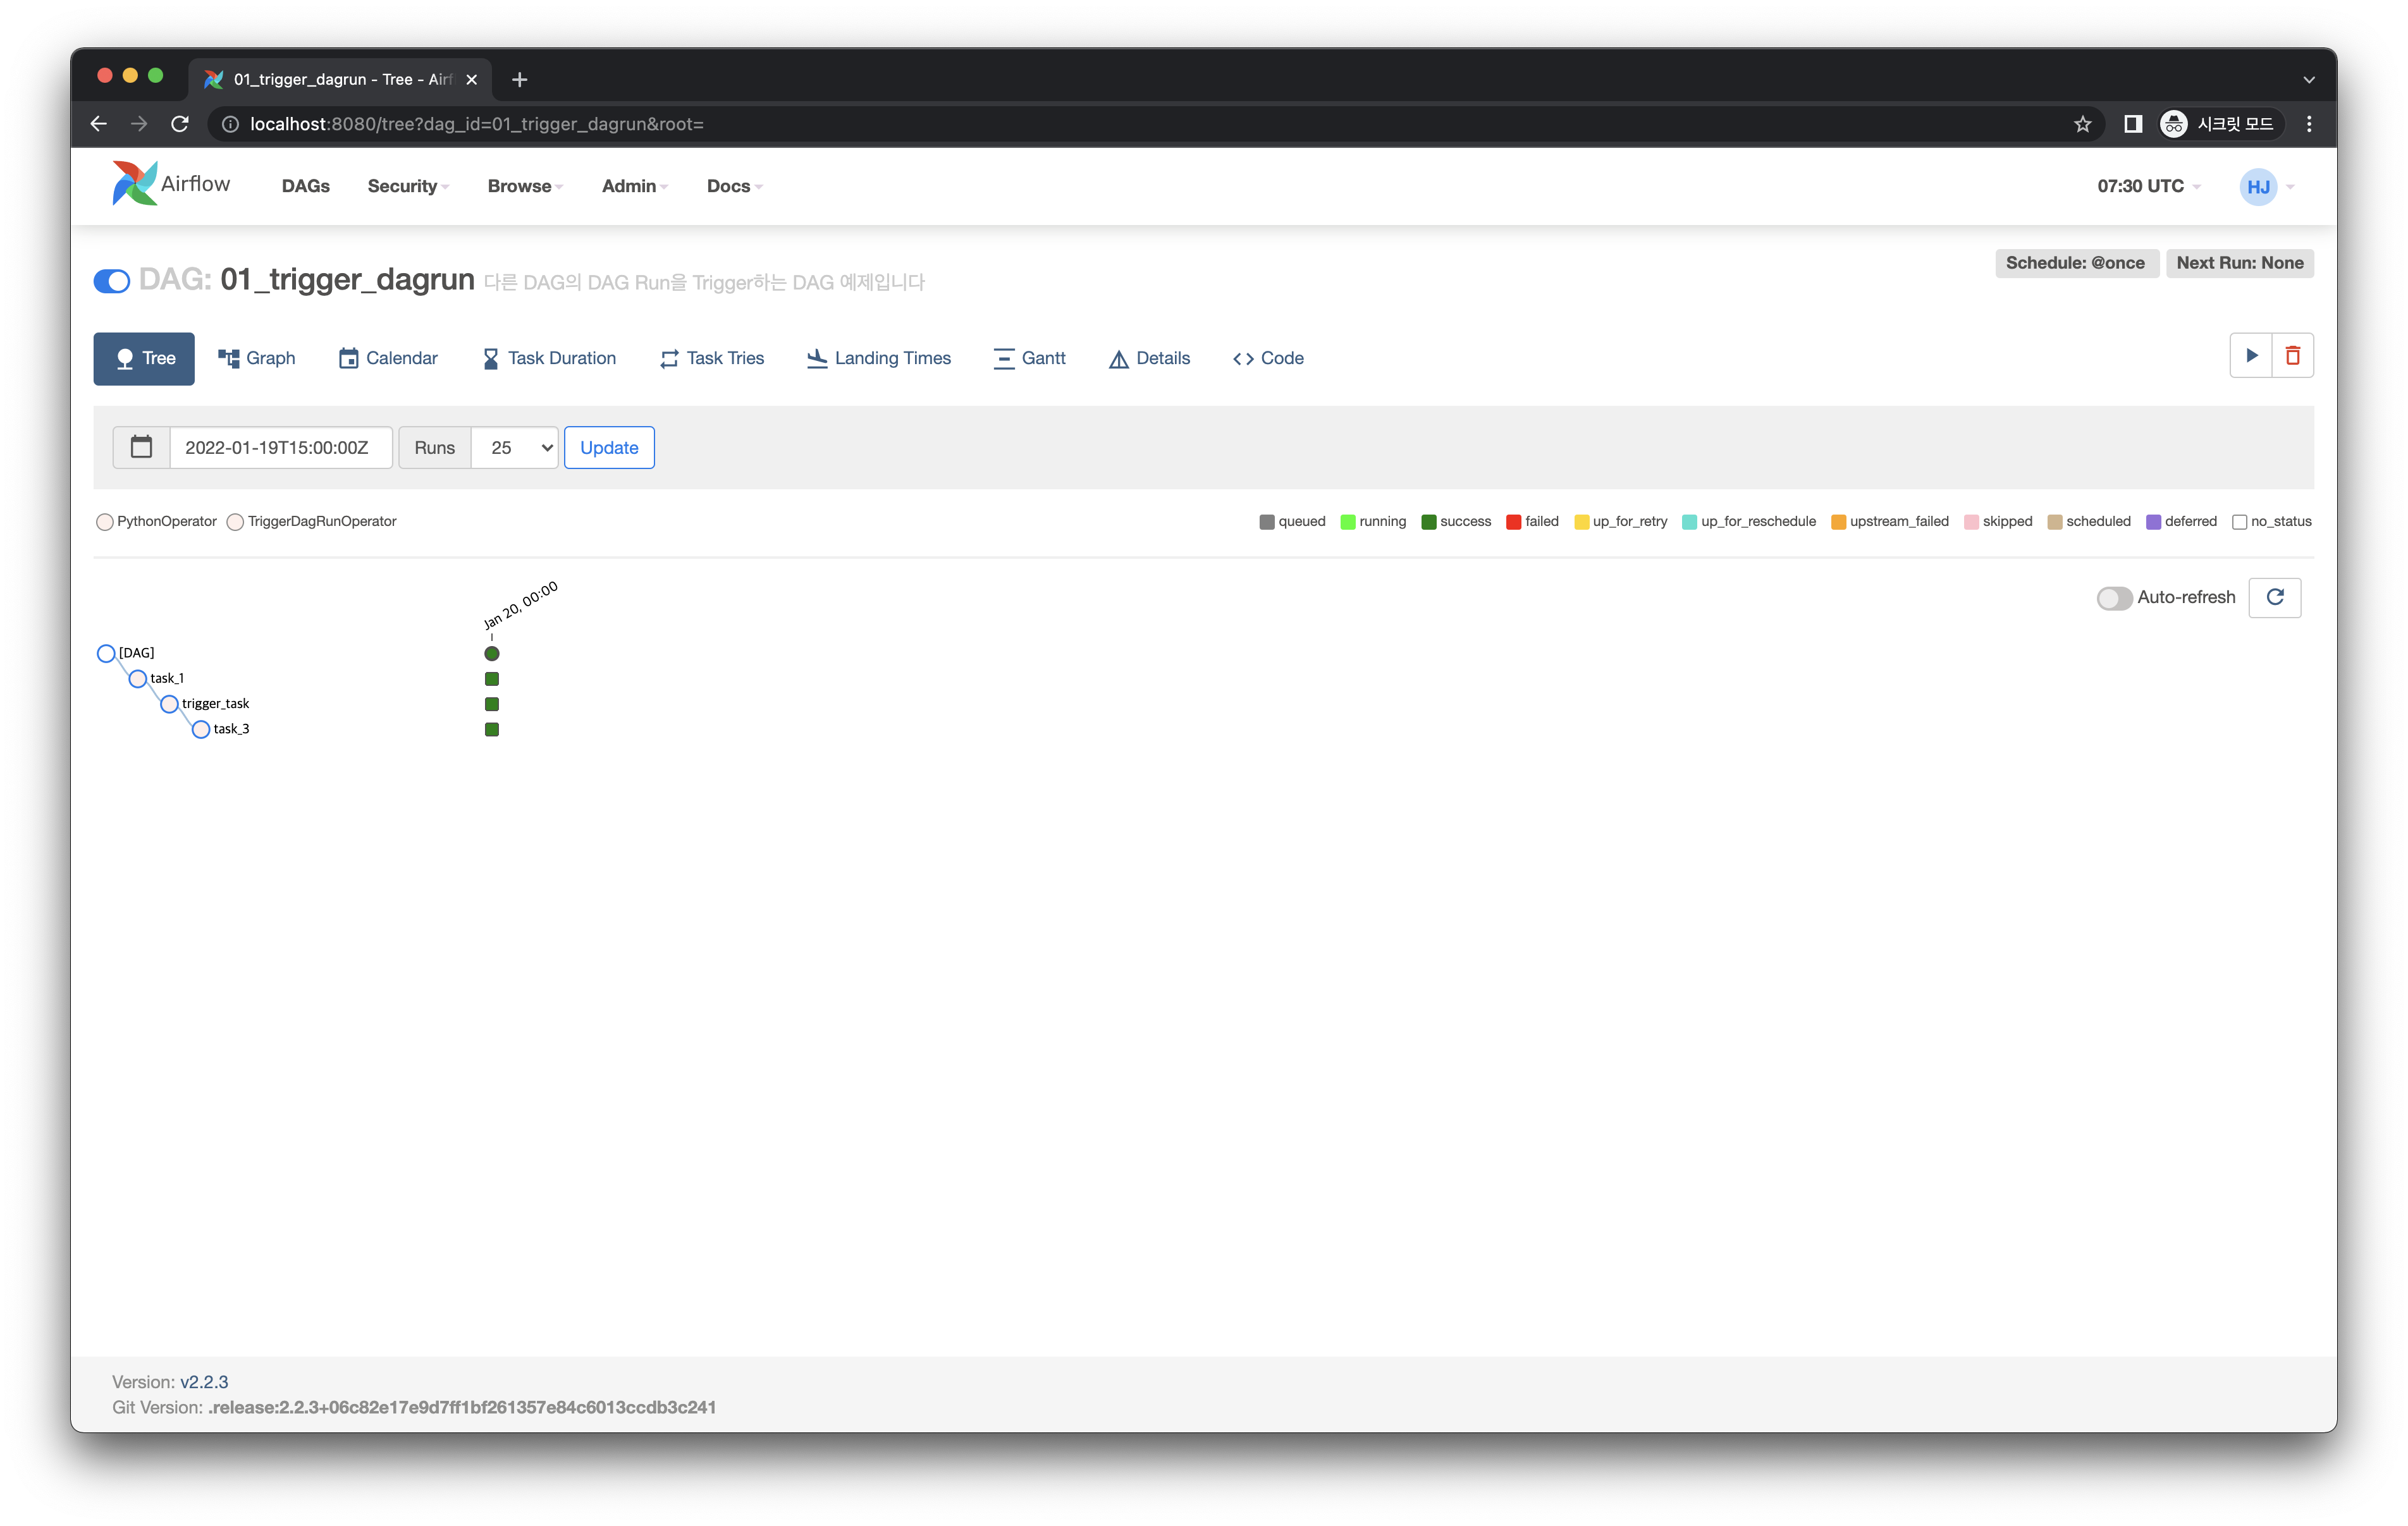 01_trigger_dagrun - Tree - Airf
localhost:8080/tree?dag_id=01_trigger_dagrun&root=
시크릿 모드
Airflow DAGs Security Browse Admin Docs 07:30 UTC HJ
Schedule: @once Next Run: None
DAG: 01_trigger_dagrun 다른 DAG의 DAG Run을 Trigger하는 DAG 예제입니다
Tree Graph Calendar Task Duration Task Tries Landing Times Gantt Details Code
2022-01-19T15:00:00Z Runs 25 Update
PythonOperator TriggerDagRunOperator queued running success failed up_for_retry up_for_reschedule upstream_failed skipped scheduled deferred no_status
Jan 20, 00:00
Auto-refresh
[DAG]
task_1
trigger_task
task_3
Version: v2.2.3
Git Version: .release:2.2.3+06c82e17e9d7ff1bf261357e84c6013ccdb3c241